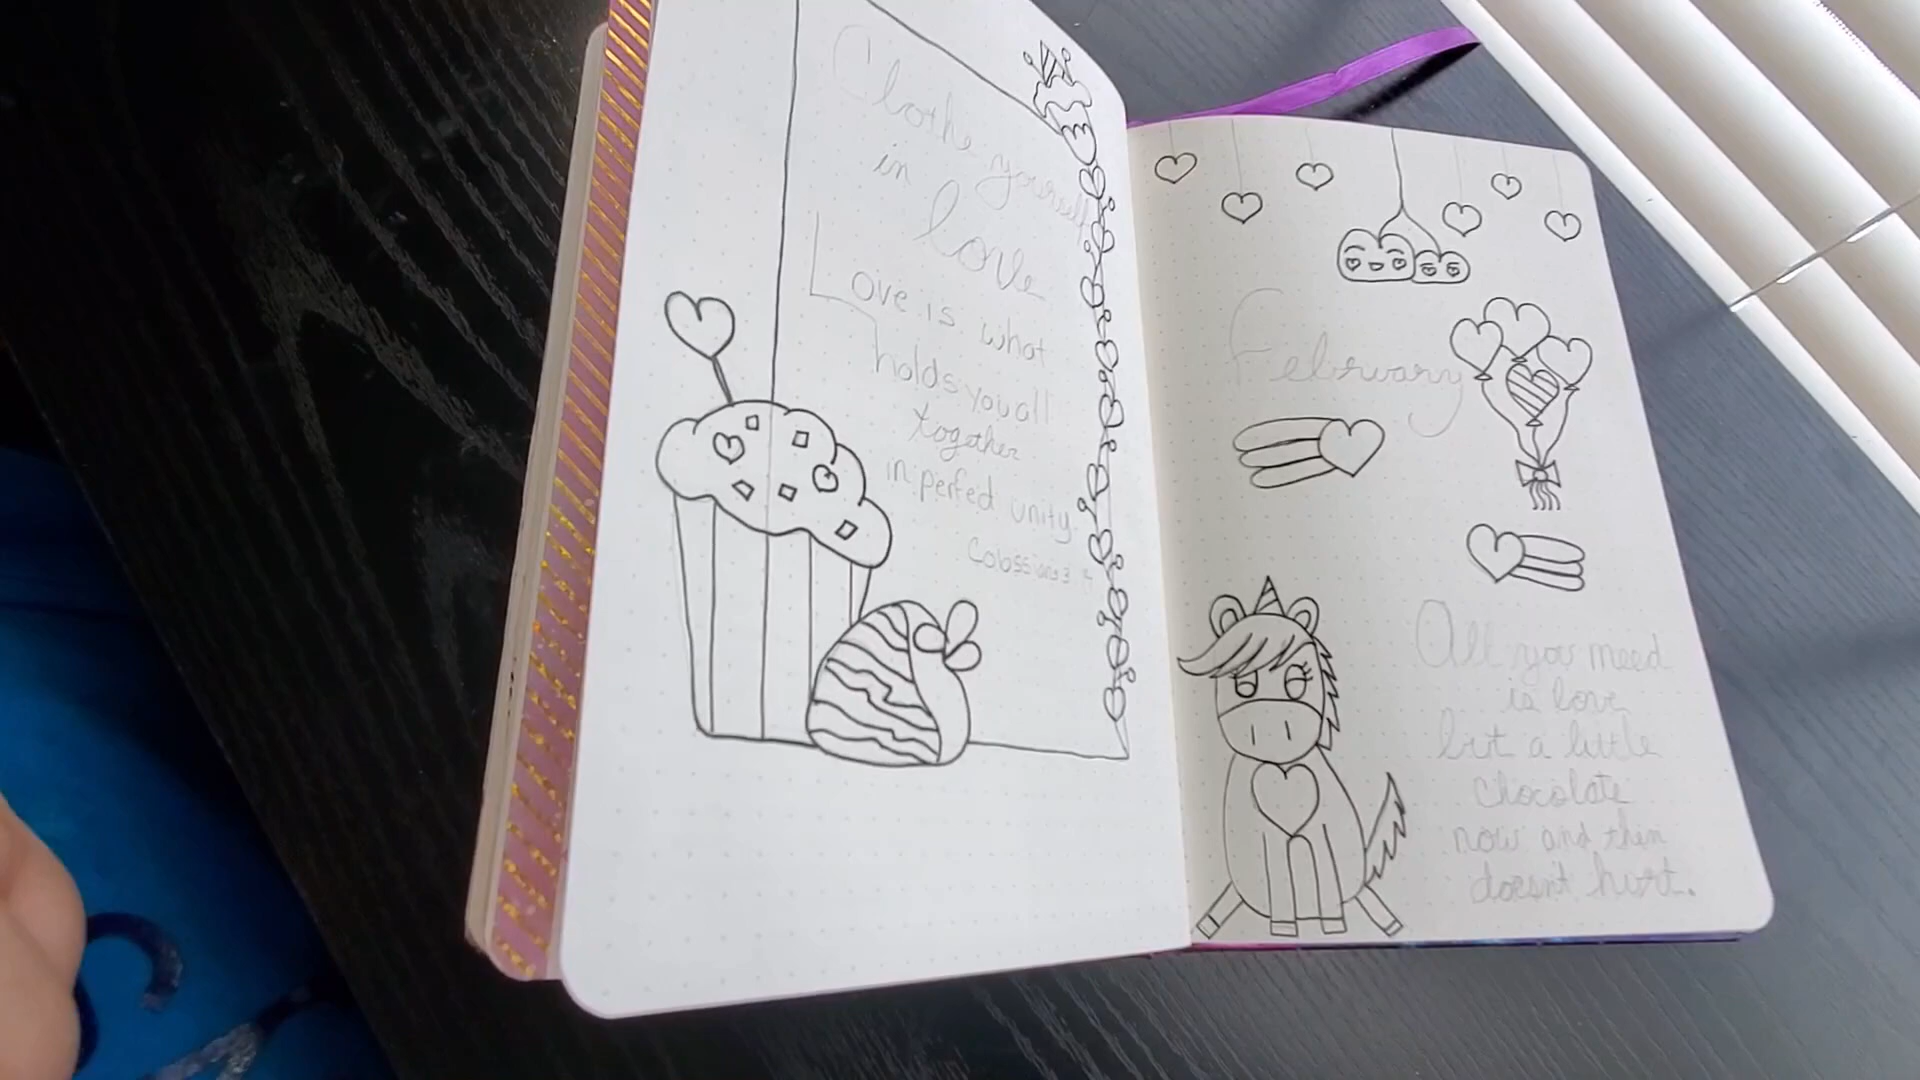 Clothe yourself
in
love
Love is what
holds you all
together
in perfect unity
Colossians 3
February
All you need
is love
but a little
chocolate
now and then
doesnt hurt.